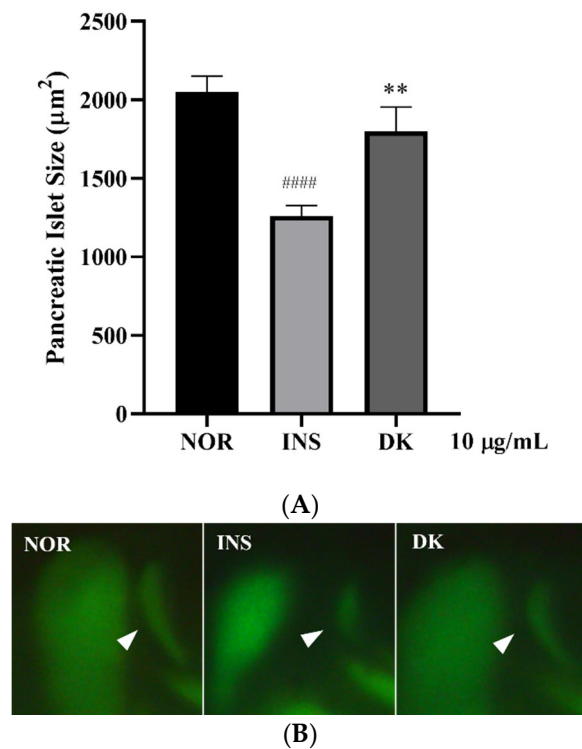 2500
2000
1500
1000
500
0
Pancreatic Islet Size (μm²)
####
**
NOR INS DK 10 μg/mL
(A)
NOR INS DK
(B)